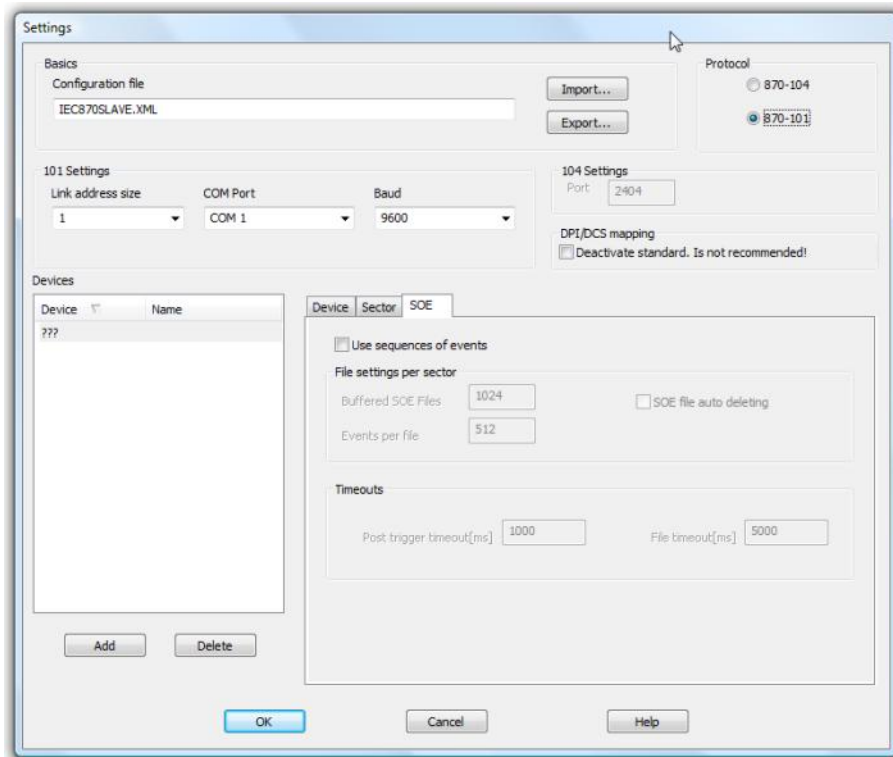 Settings
Basics
Configuration file
IEC870SLAVE.XML
Import...
Export...
Protocol
870-104
870-101
101 Settings
Link address size
COM Port
Baud
1
COM 1
9600
104 Settings
Port
2404
DPI/DCS mapping
Deactivate standard. Is not recommended!
Devices
Device
Name
???
Add
Delete
Device
Sector
SOE
Use sequences of events
File settings per sector
Buffered SOE Files
1024
SOE file auto deleting
Events per file
512
Timeouts
Post trigger timeout[ms]
1000
File timeout[ms]
5000
OK
Cancel
Help